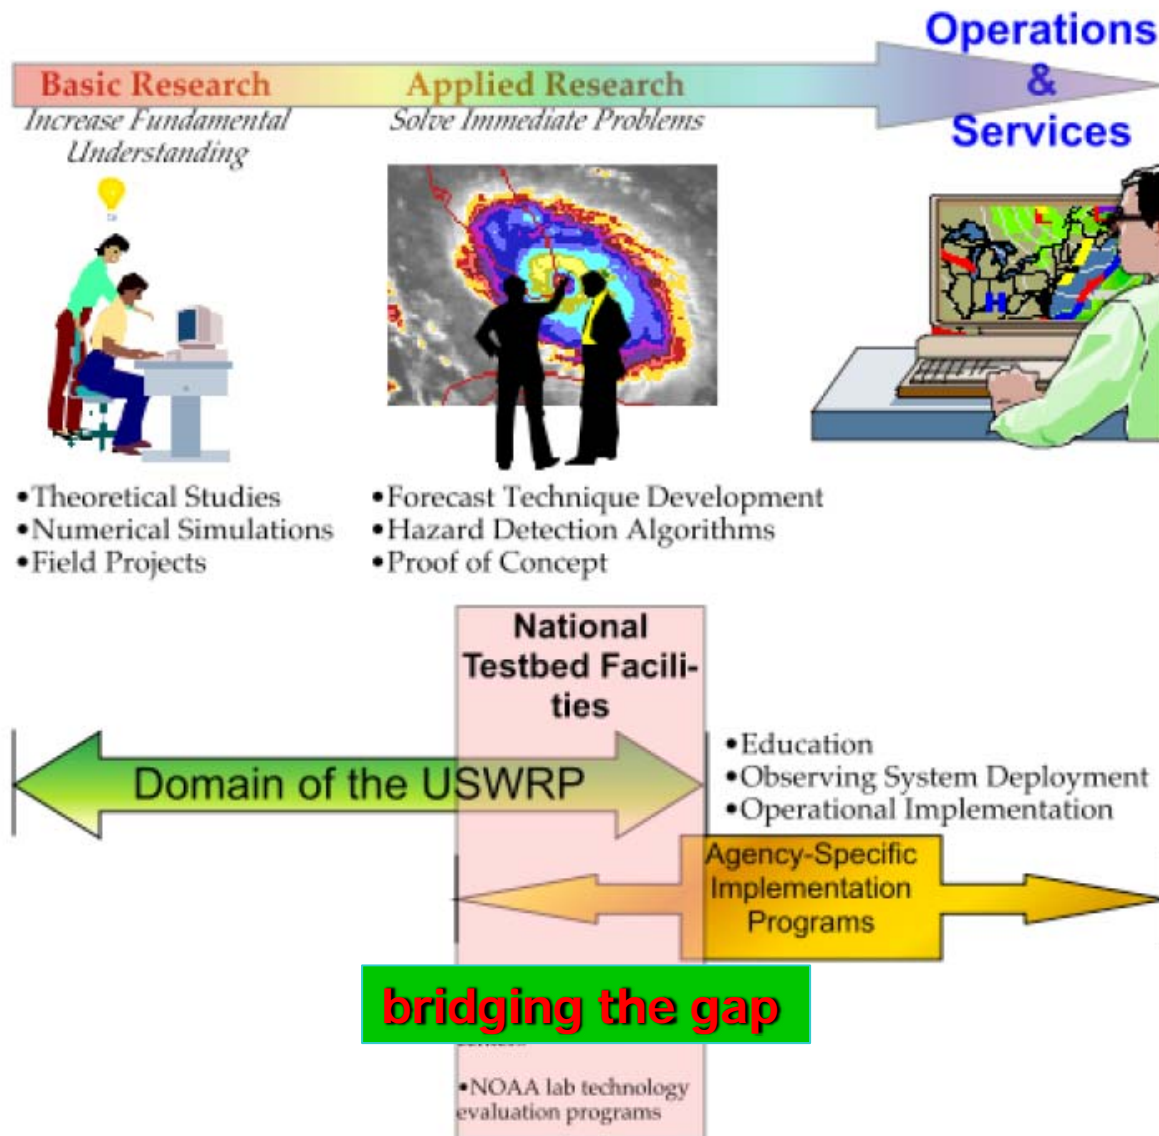 Operations
&
Services
Basic Research
Increase Fundamental
Understanding
Applied Research
Solve Immediate Problems
L
L
H
•Theoretical Studies
•Numerical Simulations
•Field Projects
•Forecast Technique Development
•Hazard Detection Algorithms
•Proof of Concept
National
Testbed Facili-
ties
Domain of the USWRP
•Education
•Observing System Deployment
•Operational Implementation
Agency-Specific
Implementation
Programs
bridging the gap
•NOAA lab technology
evaluation programs